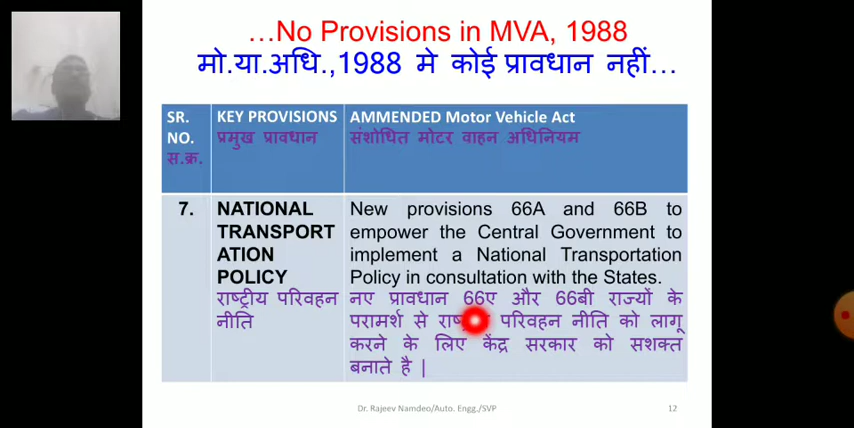 ...No Provisions in MVA, 1988
मो.या.अधि.,1988 मे कोई प्रावधान नहीं...
SR. NO. स.क्र.
KEY PROVISIONS
प्रमुख प्रावधान
AMMENDED Motor Vehicle Act
संशोधित मोटर वाहन अधिनियम
7.
NATIONAL
TRANSPORT
ATION
POLICY
राष्ट्रीय परिवहन
नीति
New provisions 66A and 66B to
empower the Central Government to
implement a National Transportation
Policy in consultation with the States.
नए प्रावधान 66ए और 66बी राज्यों के
परामर्श से परिवहन नीति को लागू
करने के लिए केंद्र सरकार को सशक्त
बनाते है |
Dr. Rajeev Namdeo/Auto. Engg./SVP
12